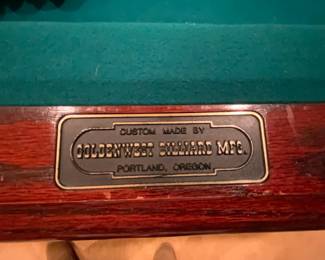 CUSTOM MADE BY
GOLDENWEST BILLIARD MFG.
PORTLAND, OREGON